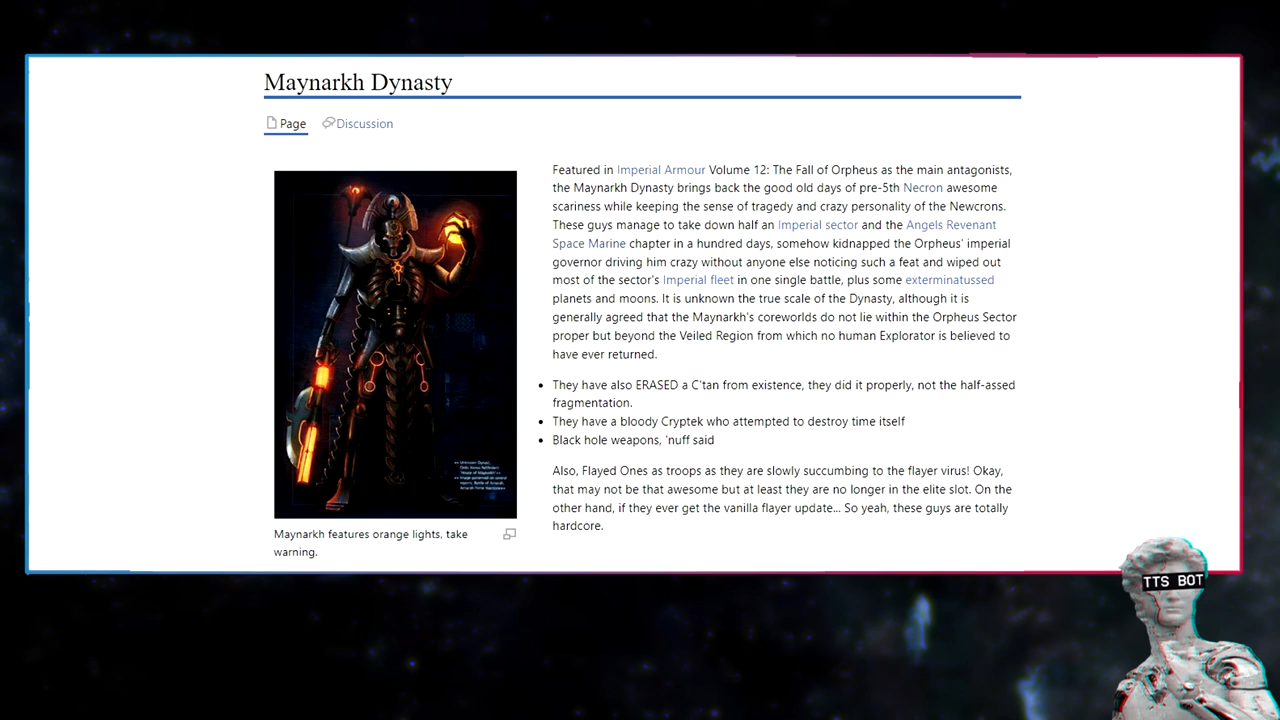 Maynarkh Dynasty
Page
Discussion
Featured in Imperial Armour Volume 12: The Fall of Orpheus as the main antagonists,
the Maynarkh Dynasty brings back the good old days of pre-5th Necron awesome
scariness while keeping the sense of tragedy and crazy personality of the Newcrons.
These guys manage to take down half an Imperial sector and the Angels Revenant
Space Marine chapter in a hundred days, somehow kidnapped the Orpheus' imperial
governor driving him crazy without anyone else noticing such a feat and wiped out
most of the sector's Imperial fleet in one single battle, plus some exterminatussed
planets and moons. It is unknown the true scale of the Dynasty, although it is
generally agreed that the Maynarkh's coreworlds do not lie within the Orpheus Sector
proper but beyond the Veiled Region from which no human Explorator is believed to
have ever returned.
• They have also ERASED a C'tan from existence, they did it properly, not the half-assed
fragmentation.
• They have a bloody Cryptek who attempted to destroy time itself
• Black hole weapons, 'nuff said
Also, Flayed Ones as troops as they are slowly succumbing to the flayer virus! Okay,
that may not be that awesome but at least they are no longer in the elite slot. On the
other hand, if they ever get the vanilla flayer update... So yeah, these guys are totally
hardcore.
Maynarkh features orange lights, take
warning.
TTS BOT